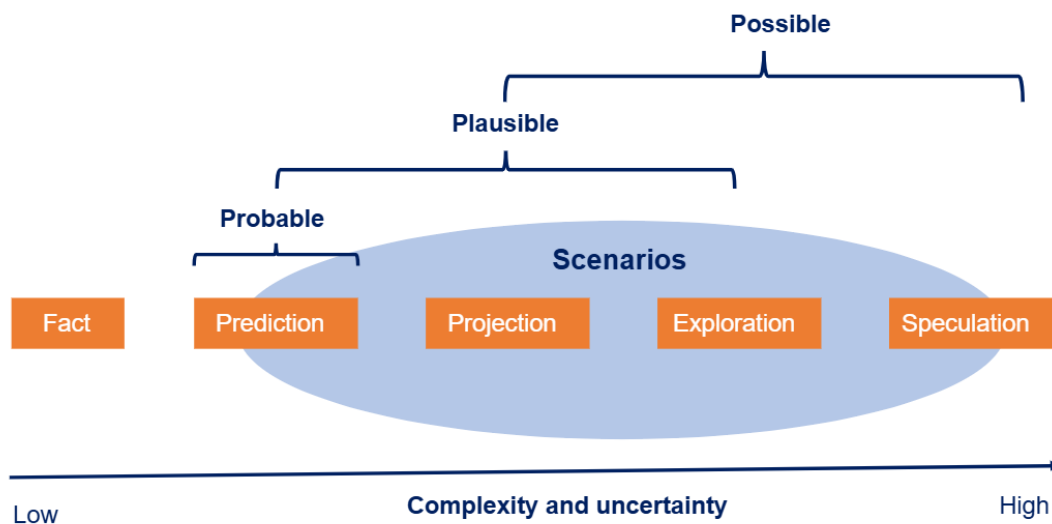 Possible
Plausible
Probable
Scenarios
Fact
Prediction
Projection
Exploration
Speculation
Low
Complexity and uncertainty
High